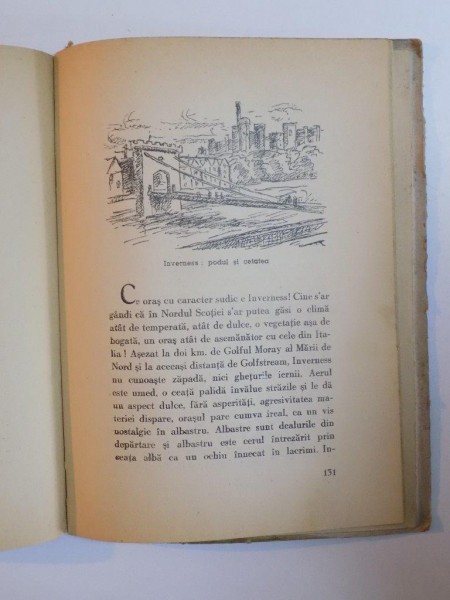 Inverness ; podul și cetatea
Ce oraș cu caracter sudic e Inverness! Cine s'ar
gândi că în Nordul Scoției s'ar putea găsi o climă
atât de temperată, atât de dulce, o vegetație așa de
bogată, un oraș atât de asemănător cu cele din Ita-
lia! Așezat la doi km. de Golful Moray al Mării de
Nord și la aceeași distanță de Golfstream, Inverness
nu cunoaște zăpadă, nici ghețurile iernii. Aerul
este umed, o ceață palidă învălue străzile și le dă
un aspect dulce, fără asperități, agresivitatea ma-
teriei dispare, orașul pare cumva ireal, ca un vis
nostalgic în albastru. Albastre sunt dealurile din
depărtare și albastru este cerul întrezărit prin
ceața albă ca un ochiu înnecat în lacrimi. In-
151